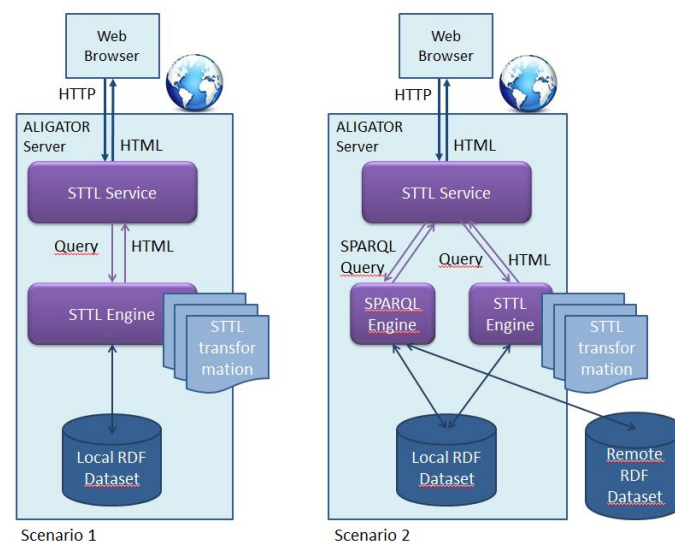 Web
Browser
HTTP
ALIGATOR
Server
HTML
STTL Service
Query
HTML
STTL Engine
STTL
transfor
mation
Local RDF
Dataset
Scenario 1
Web
Browser
HTTP
ALIGATOR
Server
HTML
STTL Service
SPARQL
Query
Query
HTML
SPARQL
Engine
STTL
Engine
STTL
transfor
mation
Local RDF
Dataset
Remote
RDF
Dataset
Scenario 2